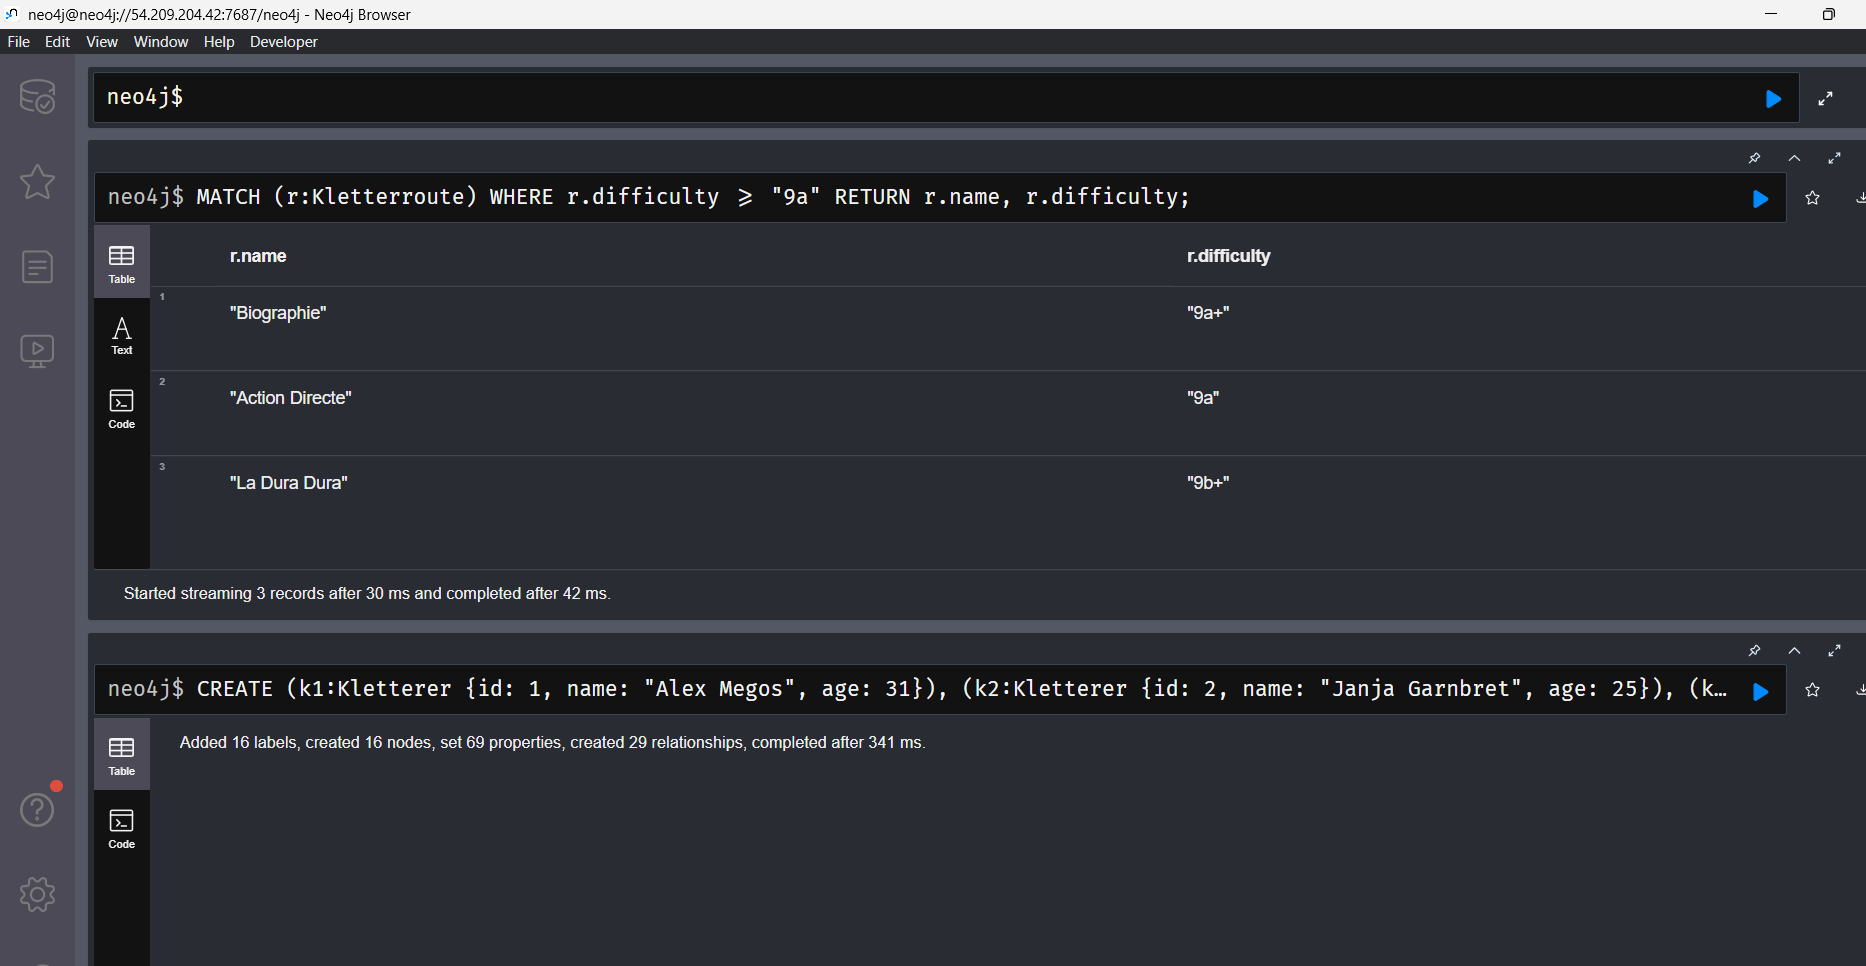 neo4j@neo4j://54.209.204.42:7687/neo4j - Neo4j Browser
File Edit View Window Help Developer
neo4j$
neo4j$ MATCH (r:Kletterroute) WHERE r.difficulty >= "9a" RETURN r.name, r.difficulty;
Table
Text
Code
r.name r.difficulty
1 "Biographie" "9a+"
2 "Action Directe" "9a"
3 "La Dura Dura" "9b+"
Started streaming 3 records after 30 ms and completed after 42 ms.
neo4j$ CREATE (k1:Kletterer {id: 1, name: "Alex Megos", age: 31}), (k2:Kletterer {id: 2, name: "Janja Garnbret", age: 25}), (k…
Table
Code
Added 16 labels, created 16 nodes, set 69 properties, created 29 relationships, completed after 341 ms.